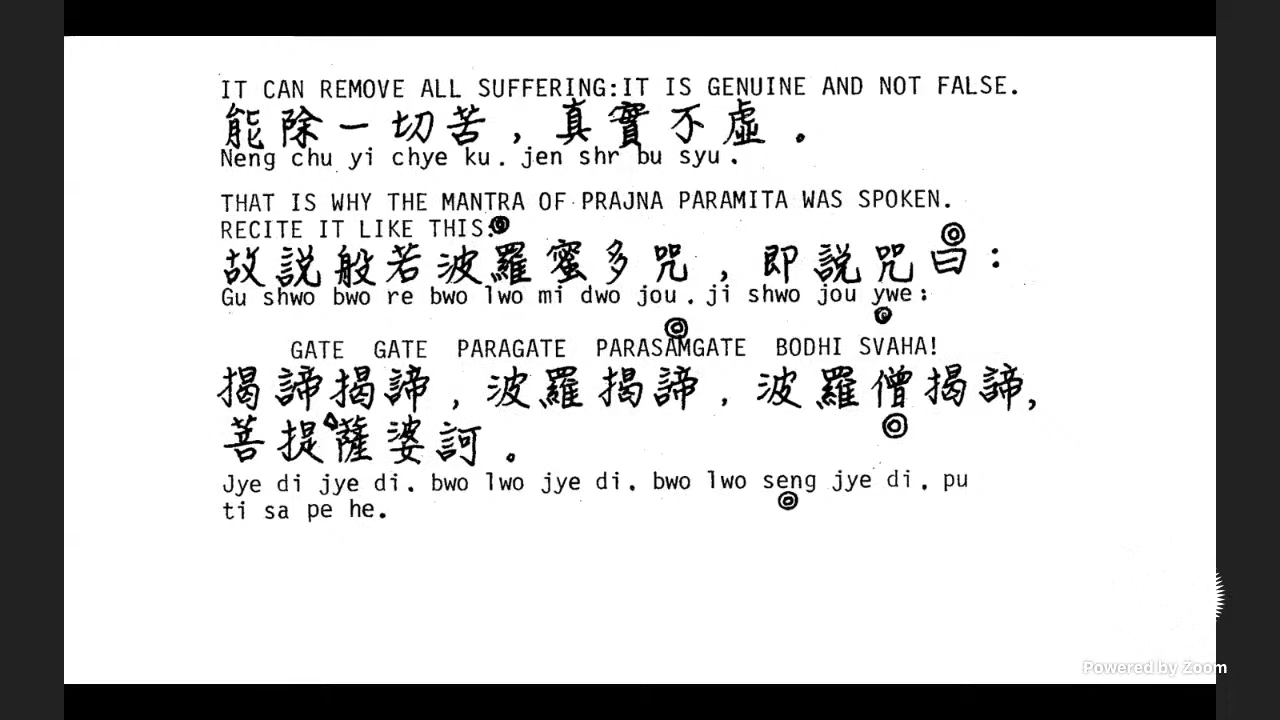 IT CAN REMOVE ALL SUFFERING:IT IS GENUINE AND NOT FALSE.
能除一切苦，真實不虛．
Neng chu yi chye ku. jen shr bu syu.
THAT IS WHY THE MANTRA OF PRAJNA PARAMITA WAS SPOKEN.
RECITE IT LIKE THIS:
故說般若波羅蜜多咒，即說咒曰：
Gu shwo bwo re bwo lwo mi dwo jou. ji shwo jou ywe:
GATE GATE PARAGATE PARASAMGATE BODHI SVAHA!
揭諦揭諦，波羅揭諦．波羅僧揭諦，
菩提薩婆訶．
Jye di jye di. bwo lwo jye di. bwo lwo seng jye di. pu
ti sa pe he.
Powered by Zoom